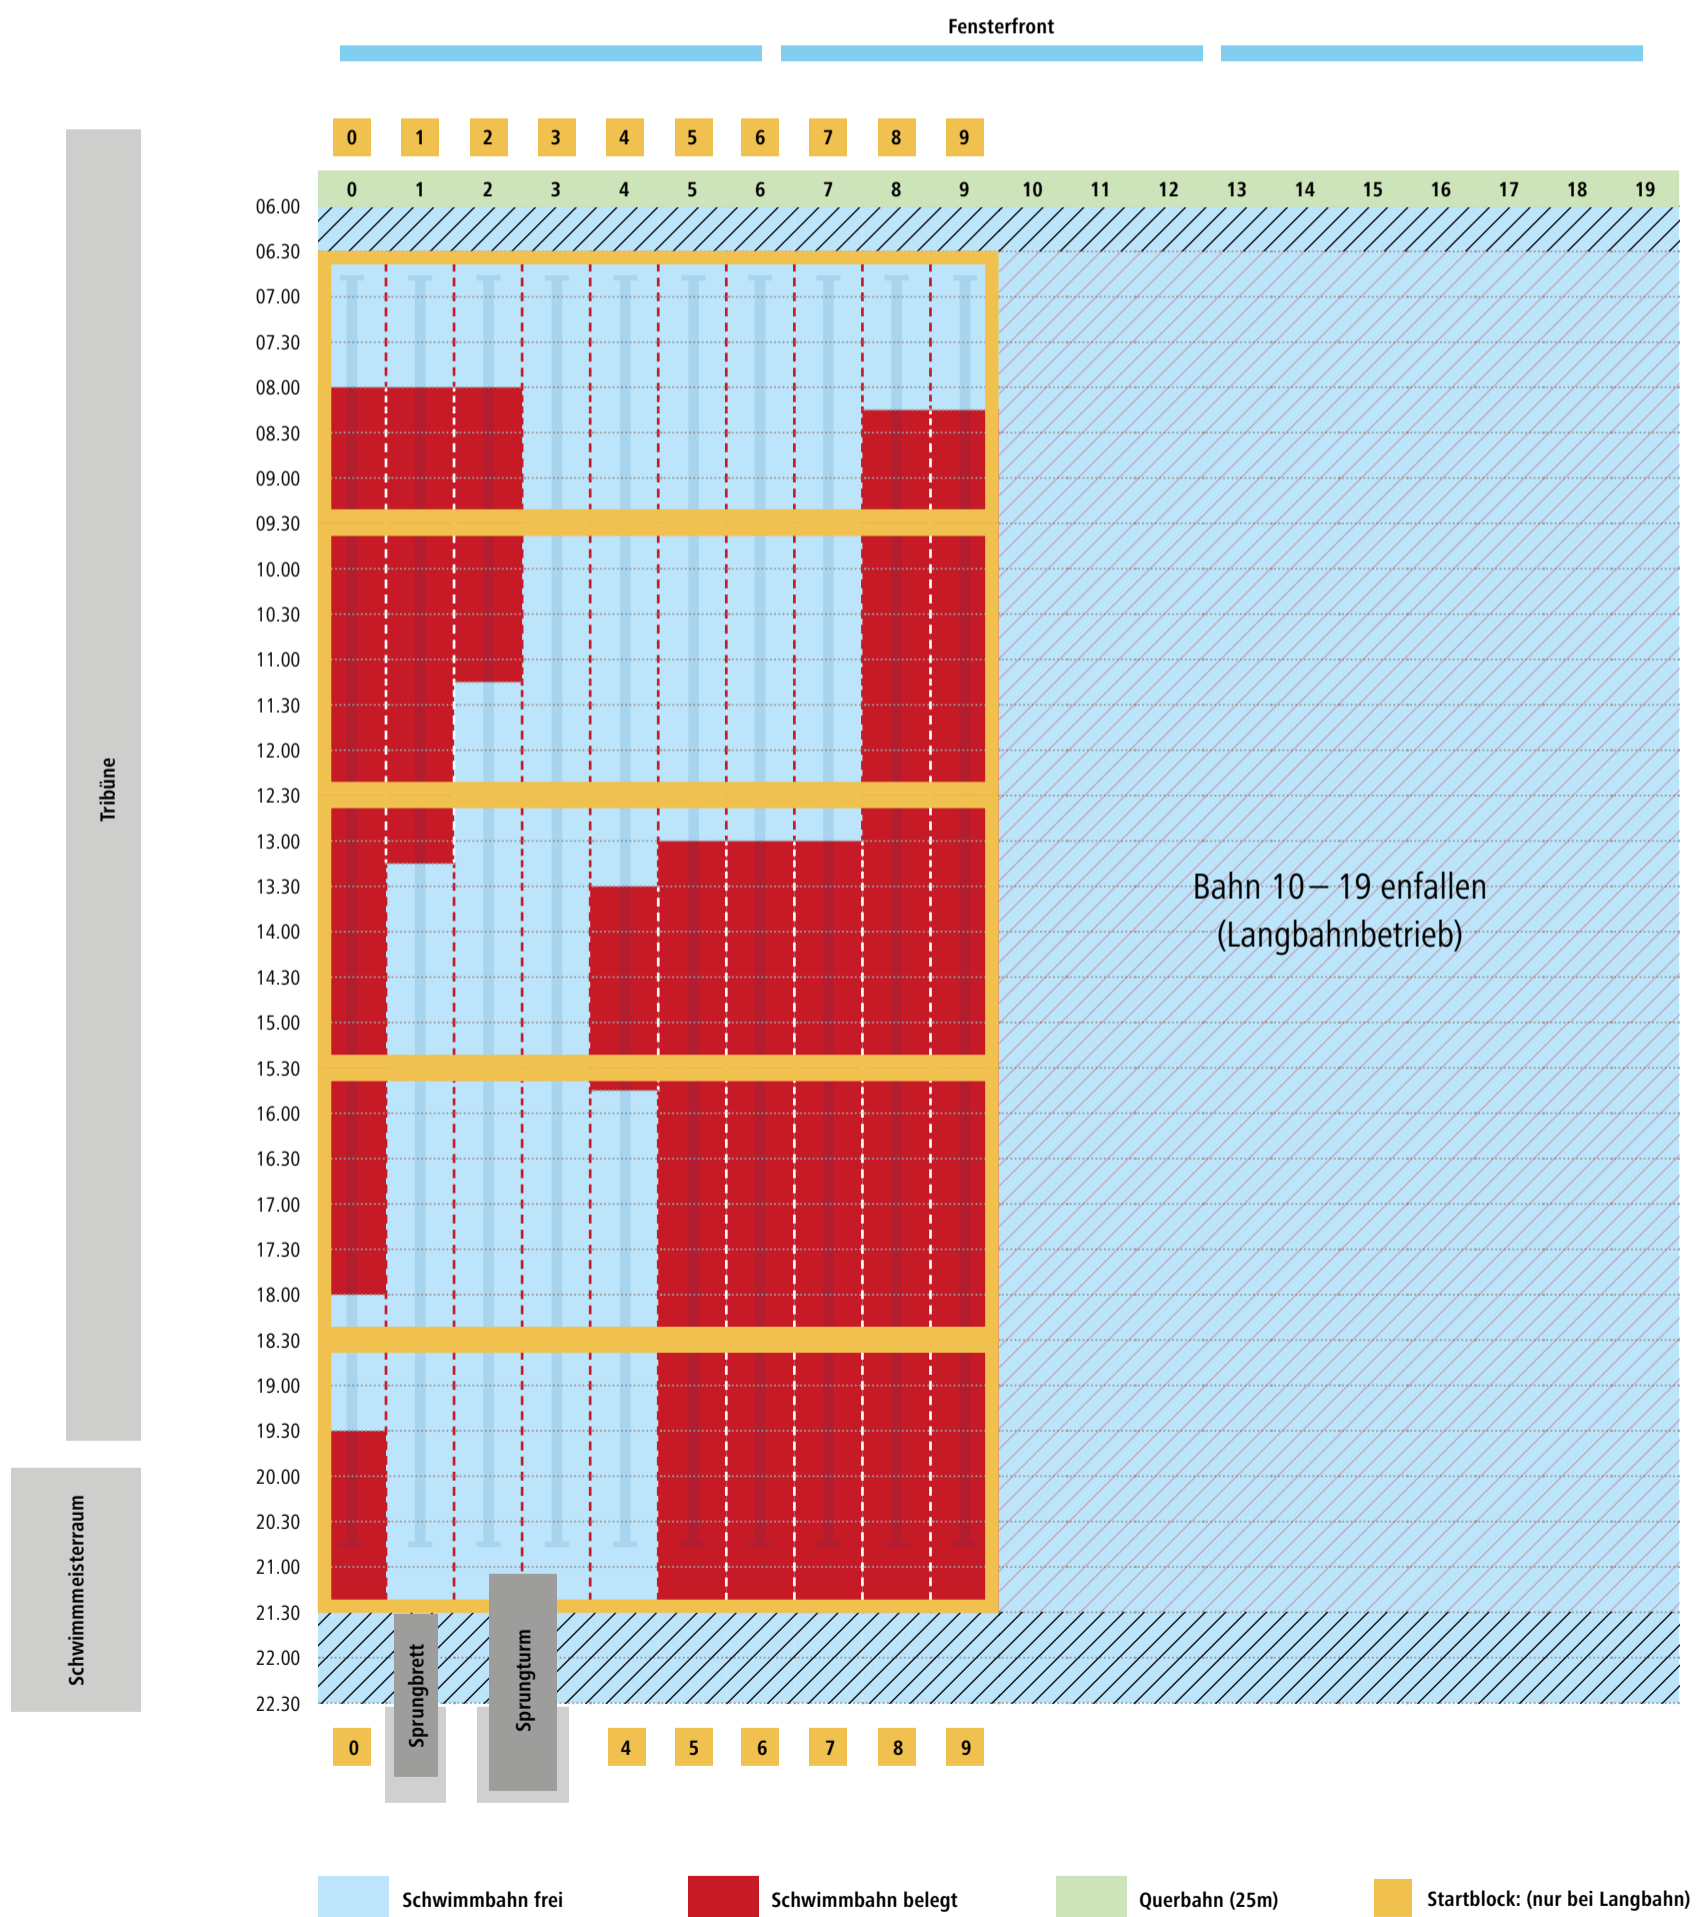 Fensterfront
0 1 2 3 4 5 6 7 8 9
0 1 2 3 4 5 6 7 8 9 10 11 12 13 14 15 16 17 18 19
06.00
06.30
07.00
07.30
08.00
08.30
09.00
09.30
10.00
10.30
11.00
11.30
12.00
12.30
13.00
13.30
14.00
14.30
15.00
15.30
16.00
16.30
17.00
17.30
18.00
18.30
19.00
19.30
20.00
20.30
21.00
21.30
22.00
22.30
Tribüne
Schwimmmeisterraum
Bahn 10 – 19 enfallen
(Langbahnbetrieb)
Sprungbrett
Sprungturm
0 4 5 6 7 8 9
Schwimmbahn frei
Schwimmbahn belegt
Querbahn (25m)
Startblock: (nur bei Langbahn)